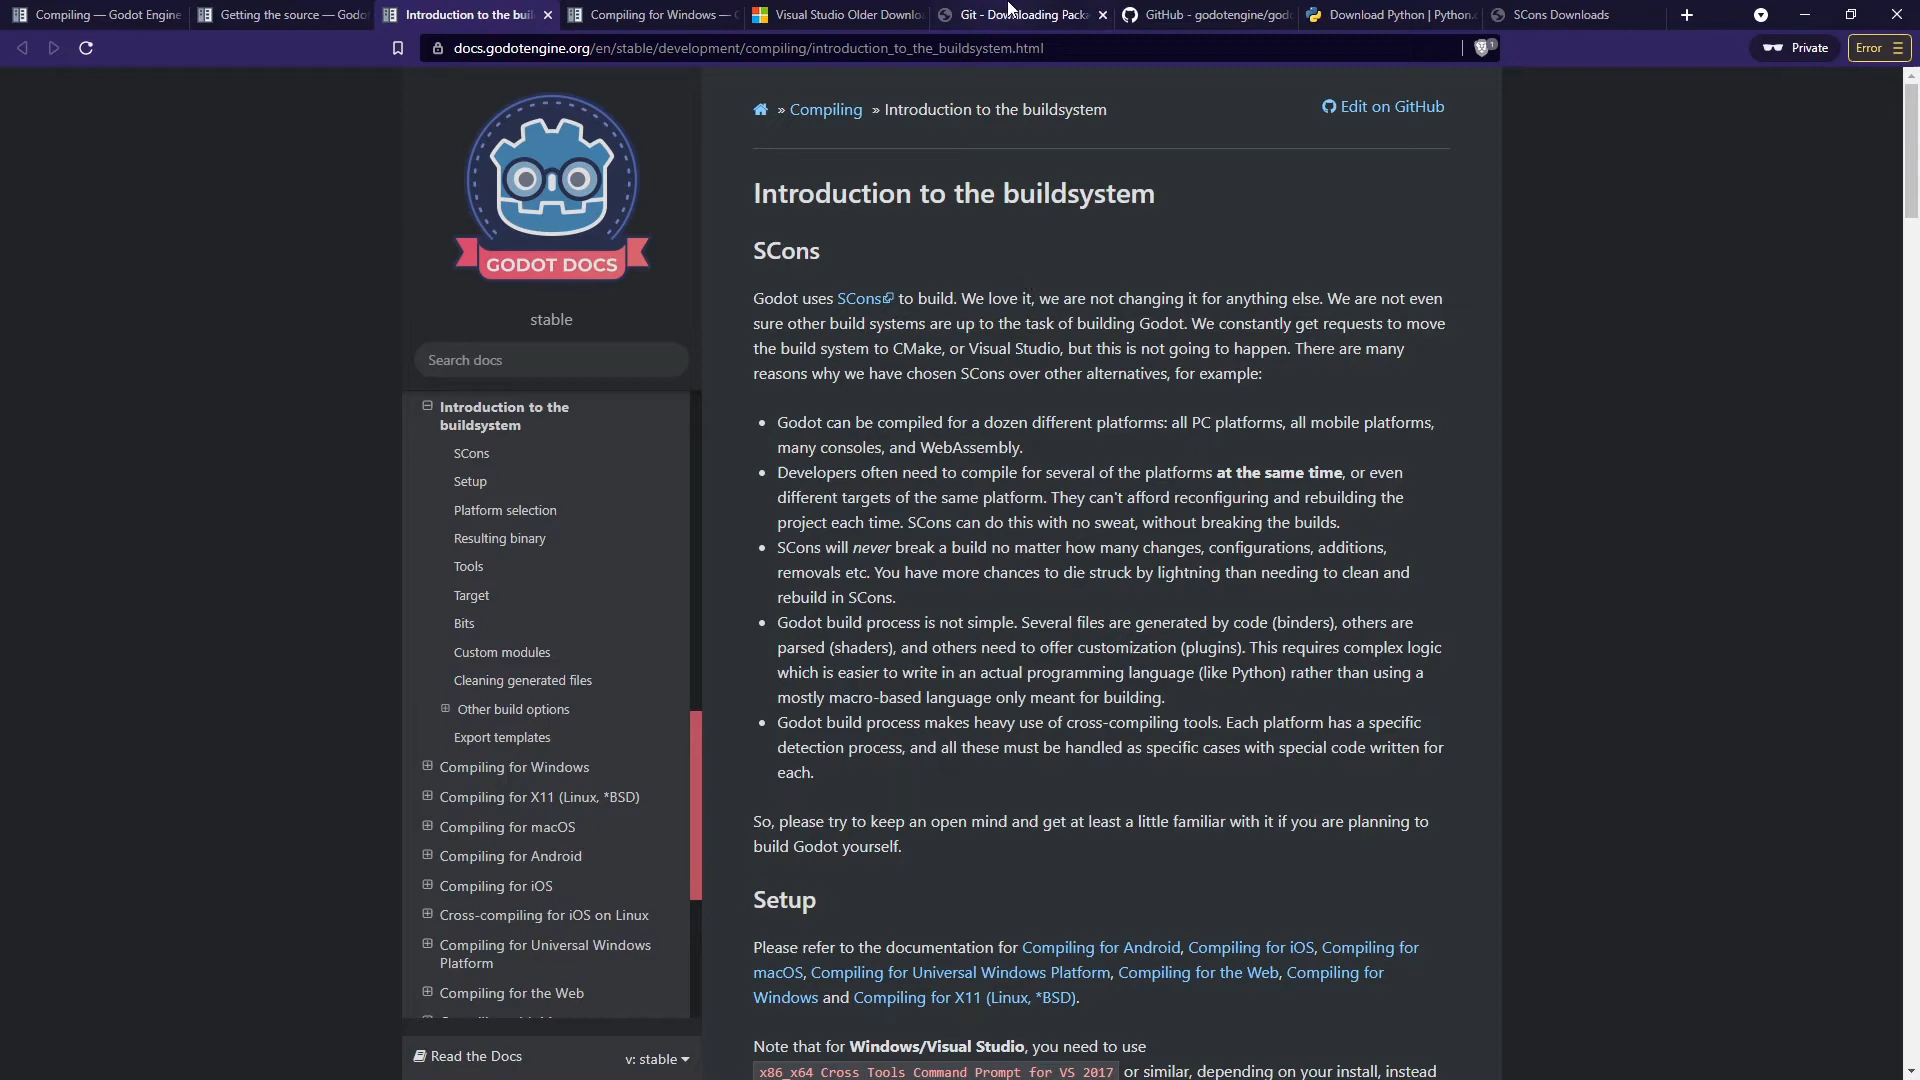 Compiling — Godot Engine
Getting the source — Godo
Introduction to the bui
Compiling for Windows —
Visual Studio Older Downlo
Git - Downloading Packa
GitHub - godotengine/god
Download Python | Python.
SCons Downloads
docs.godotengine.org/en/stable/development/compiling/introduction_to_the_buildsystem.html
1
Private
Error
» Compiling » Introduction to the buildsystem
Edit on GitHub
GODOT DOCS
stable
Search docs
Introduction to the
buildsystem
SCons
Setup
Platform selection
Resulting binary
Tools
Target
Bits
Custom modules
Cleaning generated files
Other build options
Export templates
Compiling for Windows
Compiling for X11 (Linux, *BSD)
Compiling for macOS
Compiling for Android
Compiling for iOS
Cross-compiling for iOS on Linux
Compiling for Universal Windows
Platform
Compiling for the Web
Read the Docs
v: stable
Introduction to the buildsystem
SCons
Godot uses SCons to build. We love it, we are not changing it for anything else. We are not even
sure other build systems are up to the task of building Godot. We constantly get requests to move
the build system to CMake, or Visual Studio, but this is not going to happen. There are many
reasons why we have chosen SCons over other alternatives, for example:
• Godot can be compiled for a dozen different platforms: all PC platforms, all mobile platforms,
many consoles, and WebAssembly.
• Developers often need to compile for several of the platforms at the same time, or even
different targets of the same platform. They can't afford reconfiguring and rebuilding the
project each time. SCons can do this with no sweat, without breaking the builds.
• SCons will never break a build no matter how many changes, configurations, additions,
removals etc. You have more chances to die struck by lightning than needing to clean and
rebuild in SCons.
• Godot build process is not simple. Several files are generated by code (binders), others are
parsed (shaders), and others need to offer customization (plugins). This requires complex logic
which is easier to write in an actual programming language (like Python) rather than using a
mostly macro-based language only meant for building.
• Godot build process makes heavy use of cross-compiling tools. Each platform has a specific
detection process, and all these must be handled as specific cases with special code written for
each.
So, please try to keep an open mind and get at least a little familiar with it if you are planning to
build Godot yourself.
Setup
Please refer to the documentation for Compiling for Android, Compiling for iOS, Compiling for
macOS, Compiling for Universal Windows Platform, Compiling for the Web, Compiling for
Windows and Compiling for X11 (Linux, *BSD).
Note that for Windows/Visual Studio, you need to use
x86_x64 Cross Tools Command Prompt for VS 2017 or similar, depending on your install, instead